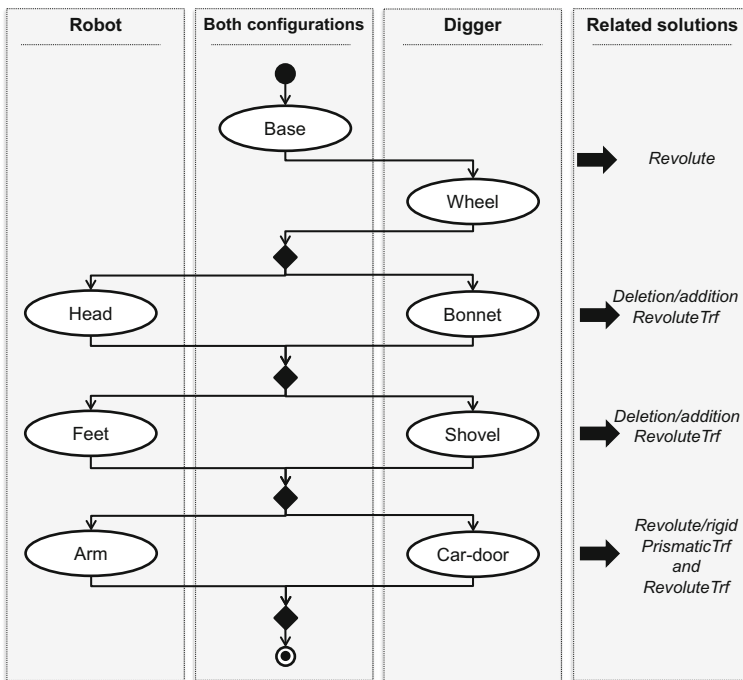 Robot
Both configurations
Digger
Related solutions
Base
Revolute
Wheel
Head
Bonnet
Deletion/addition
RevoluteTrf
Feet
Shovel
Deletion/addition
RevoluteTrf
Arm
Car-door
Revolute/rigid
PrismaticTrf
and
RevoluteTrf